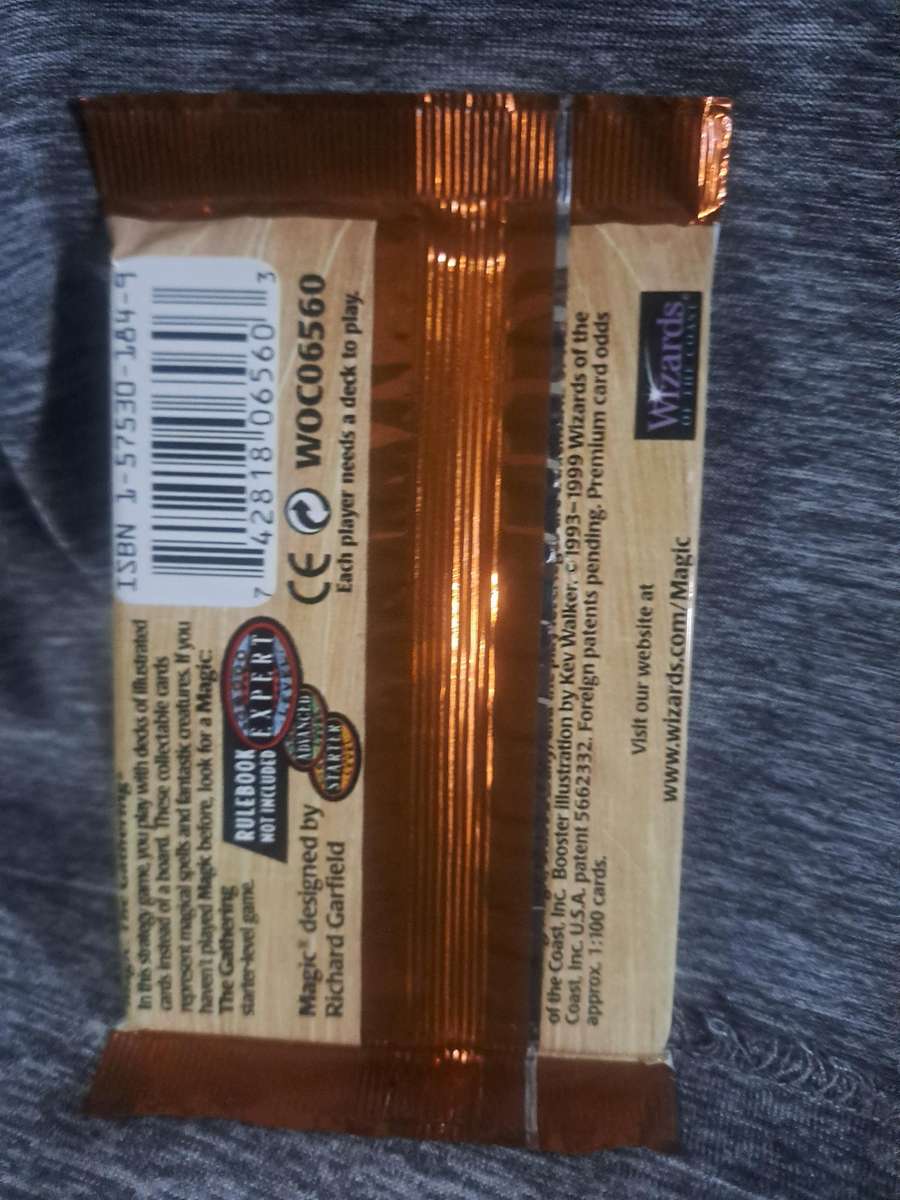 In this strategy game, you play with decks of illustrated
cards instead of a board. These collectable cards
represent magical spells and fantastic creatures. If you
haven't played Magic before, look for a Magic:
The Gathering
starter-level game.
RULEBOOK
NOT INCLUDED
EXPERT
ADVANCED
STARTER
Magic® designed by
Richard Garfield
ISBN 1-57530-184-9
7 42818 06560 3
CE WOC06560
Each player needs a deck to play.
of the Coast, Inc. Booster illustration by Kev Walker. © 1993–1999 Wizards of the
Coast, Inc. U.S.A. patent 5662332. Foreign patents pending. Premium card odds
approx. 1:100 cards.
Visit our website at
www.wizards.com/Magic
Wizards
OF THE COAST